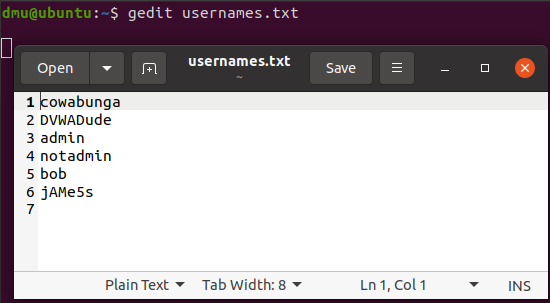 dmu@ubuntu:~$ gedit usernames.txt
Open
usernames.txt
~
Save
1 cowabunga
2 DVWADude
3 admin
4 notadmin
5 bob
6 jAMe5s
7
Plain Text Tab Width: 8 Ln 1, Col 1 INS